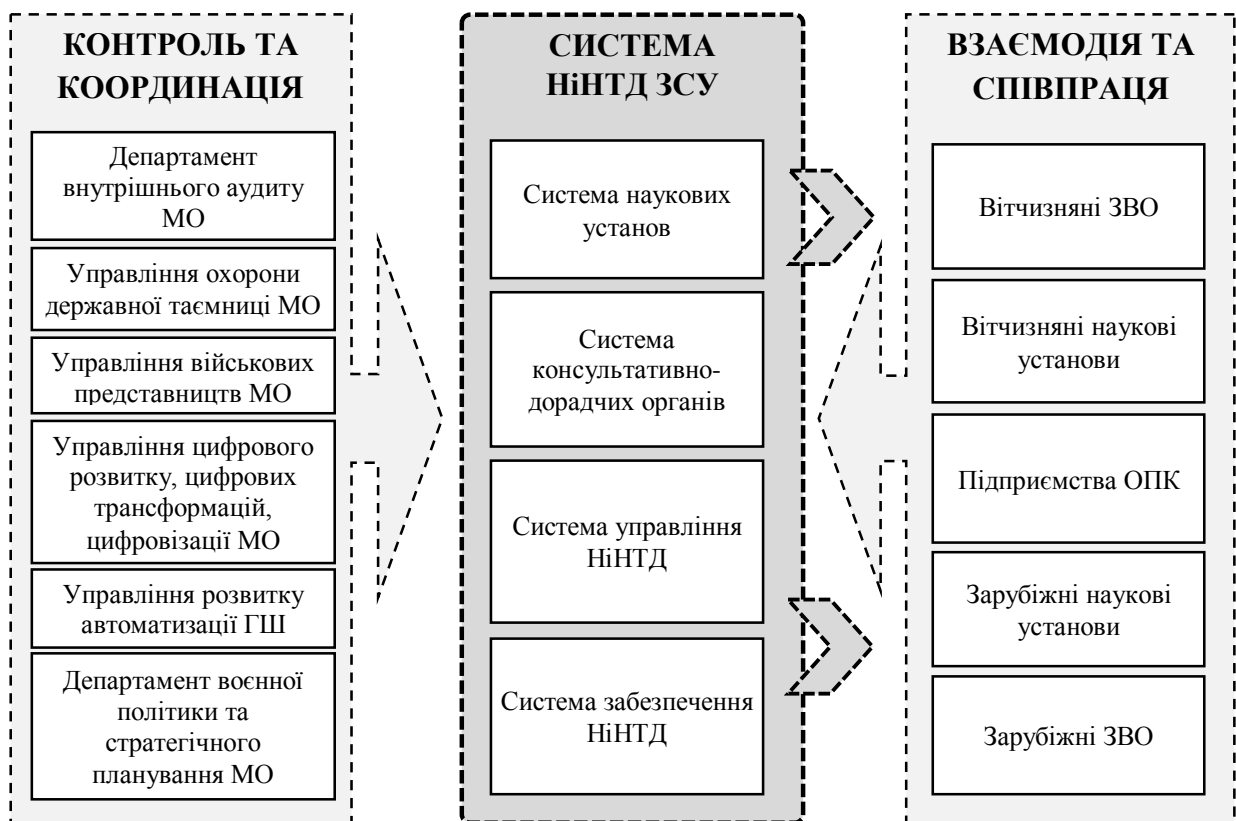 КОНТРОЛЬ ТА
КООРДИНАЦІЯ
Департамент
внутрішнього аудиту
МО
Управління охорони
державної таємниці МО
Управління військових
представництв МО
Управління цифрового
розвитку, цифрових
трансформацій,
цифровізації МО
Управління розвитку
автоматизації ГШ
Департамент воєнної
політики та
стратегічного
планування МО
СИСТЕМА
НіНТД ЗСУ
Система наукових
установ
Система
консультативно-
дорадчих органів
Система управління
НіНТД
Система забезпечення
НіНТД
ВЗАЄМОДІЯ ТА
СПІВПРАЦЯ
Вітчизняні ЗВО
Вітчизняні наукові
установи
Підприємства ОПК
Зарубіжні наукові
установи
Зарубіжні ЗВО